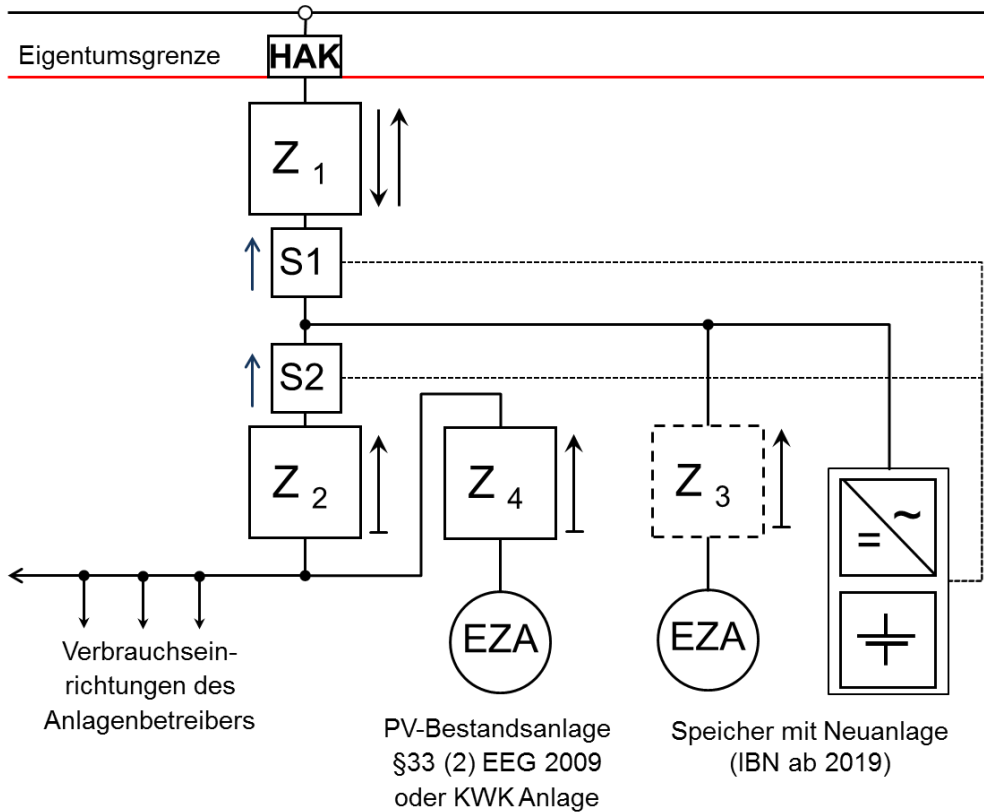 Eigentumsgrenze
HAK
Z 1
S1
S2
Z 2
Z 4
Z 3
= ~
EZA
EZA
Verbrauchsein-
richtungen des
Anlagenbetreibers
PV-Bestandsanlage
§33 (2) EEG 2009
oder KWK Anlage
Speicher mit Neuanlage
(IBN ab 2019)